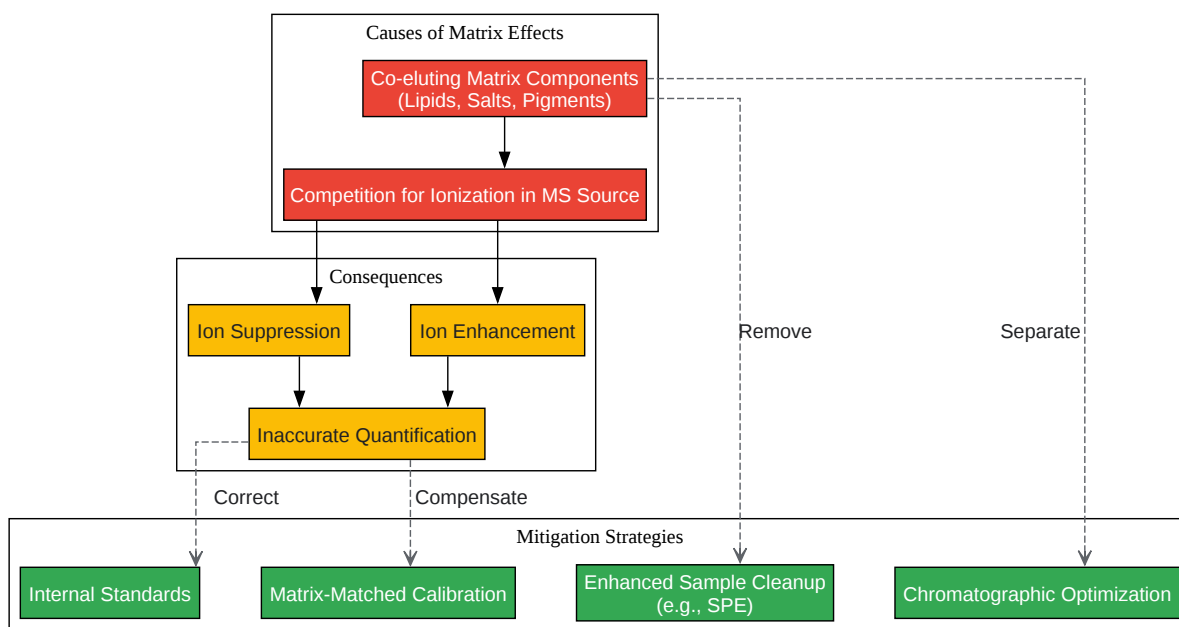 Causes of Matrix Effects
Co-eluting Matrix Components
(Lipids, Salts, Pigments)
Competition for Ionization in MS Source
Consequences
Ion Suppression
Ion Enhancement
Remove
Separate
Inaccurate Quantification
Correct
Compensate
Mitigation Strategies
Internal Standards
Matrix-Matched Calibration
Enhanced Sample Cleanup
(e.g., SPE)
Chromatographic Optimization